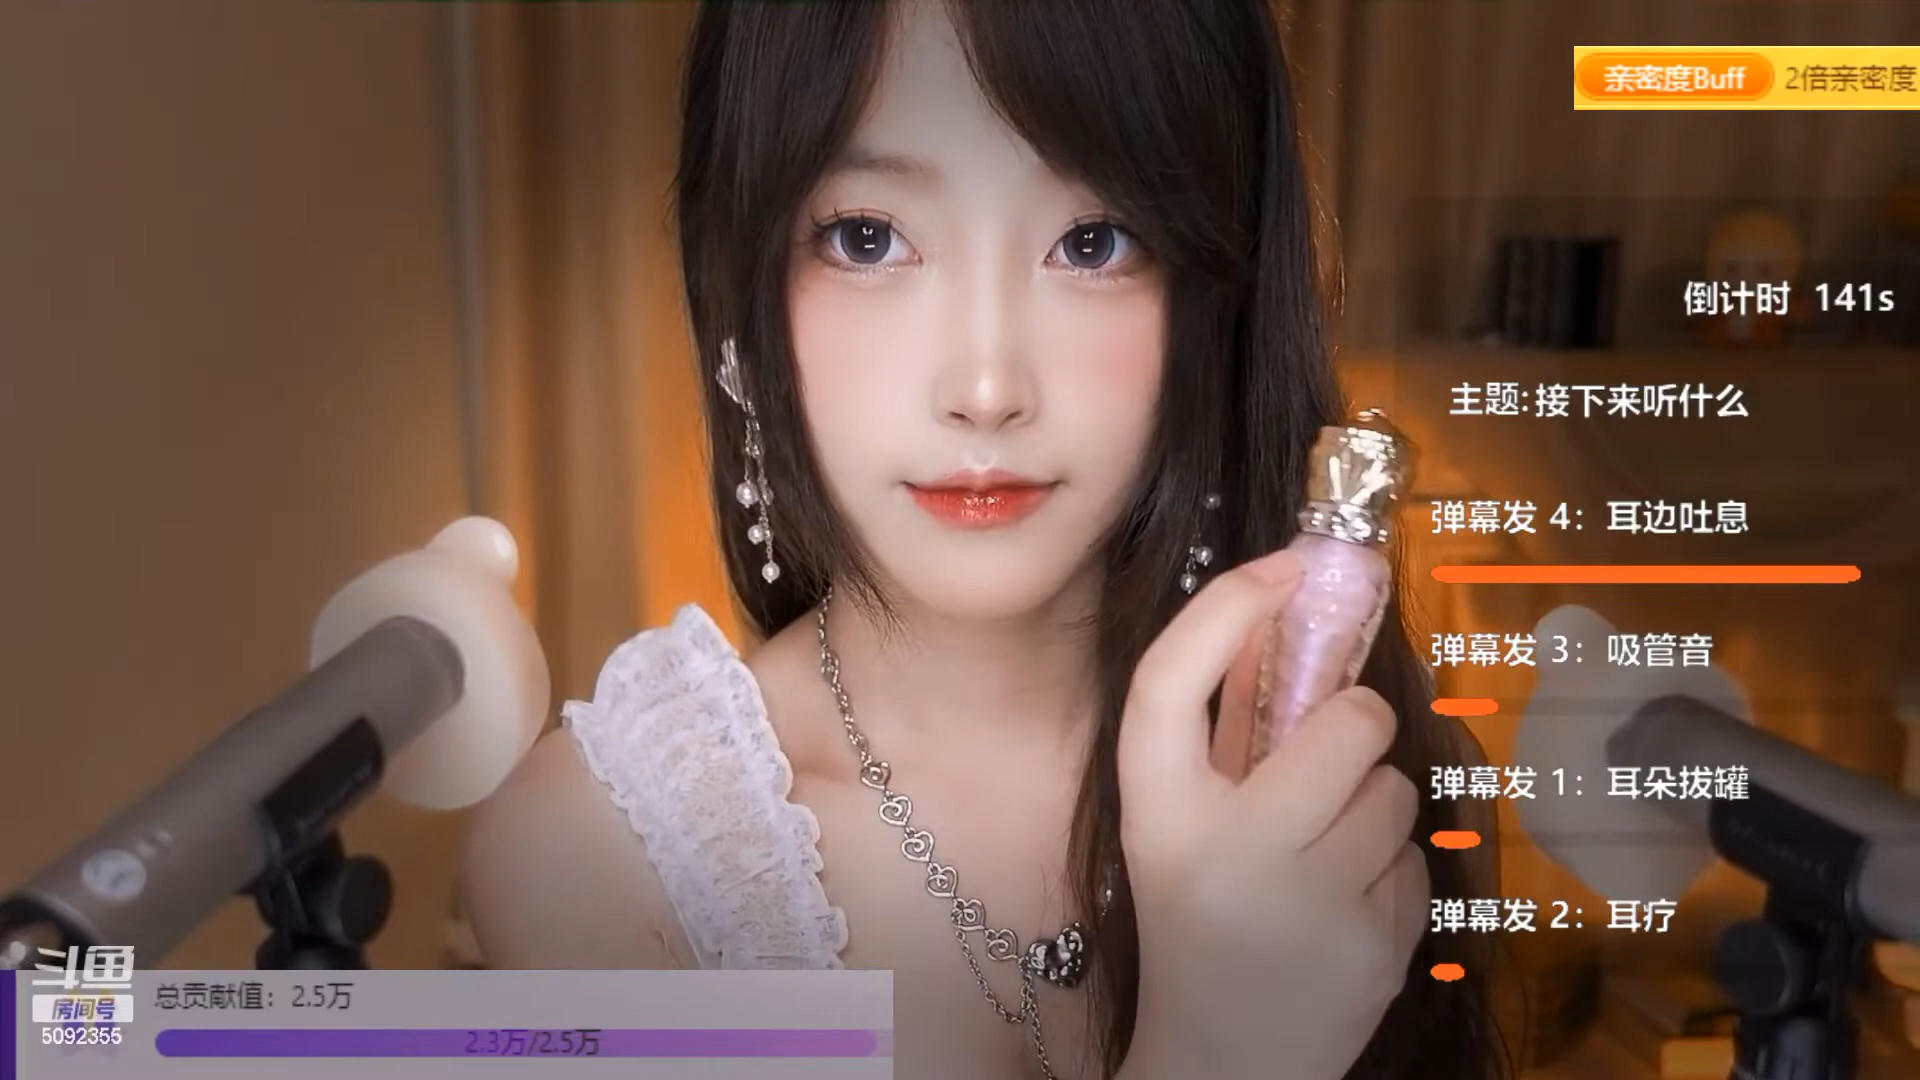 亲密度Buff 2倍亲密度
倒计时 141s
主题:接下来听什么
弹幕发 4：耳边吐息
弹幕发 3：吸管音
弹幕发 1：耳朵拔罐
弹幕发 2：耳疗
斗鱼
房间号
5092355
总贡献值：2.5万
2.3万/2.5万